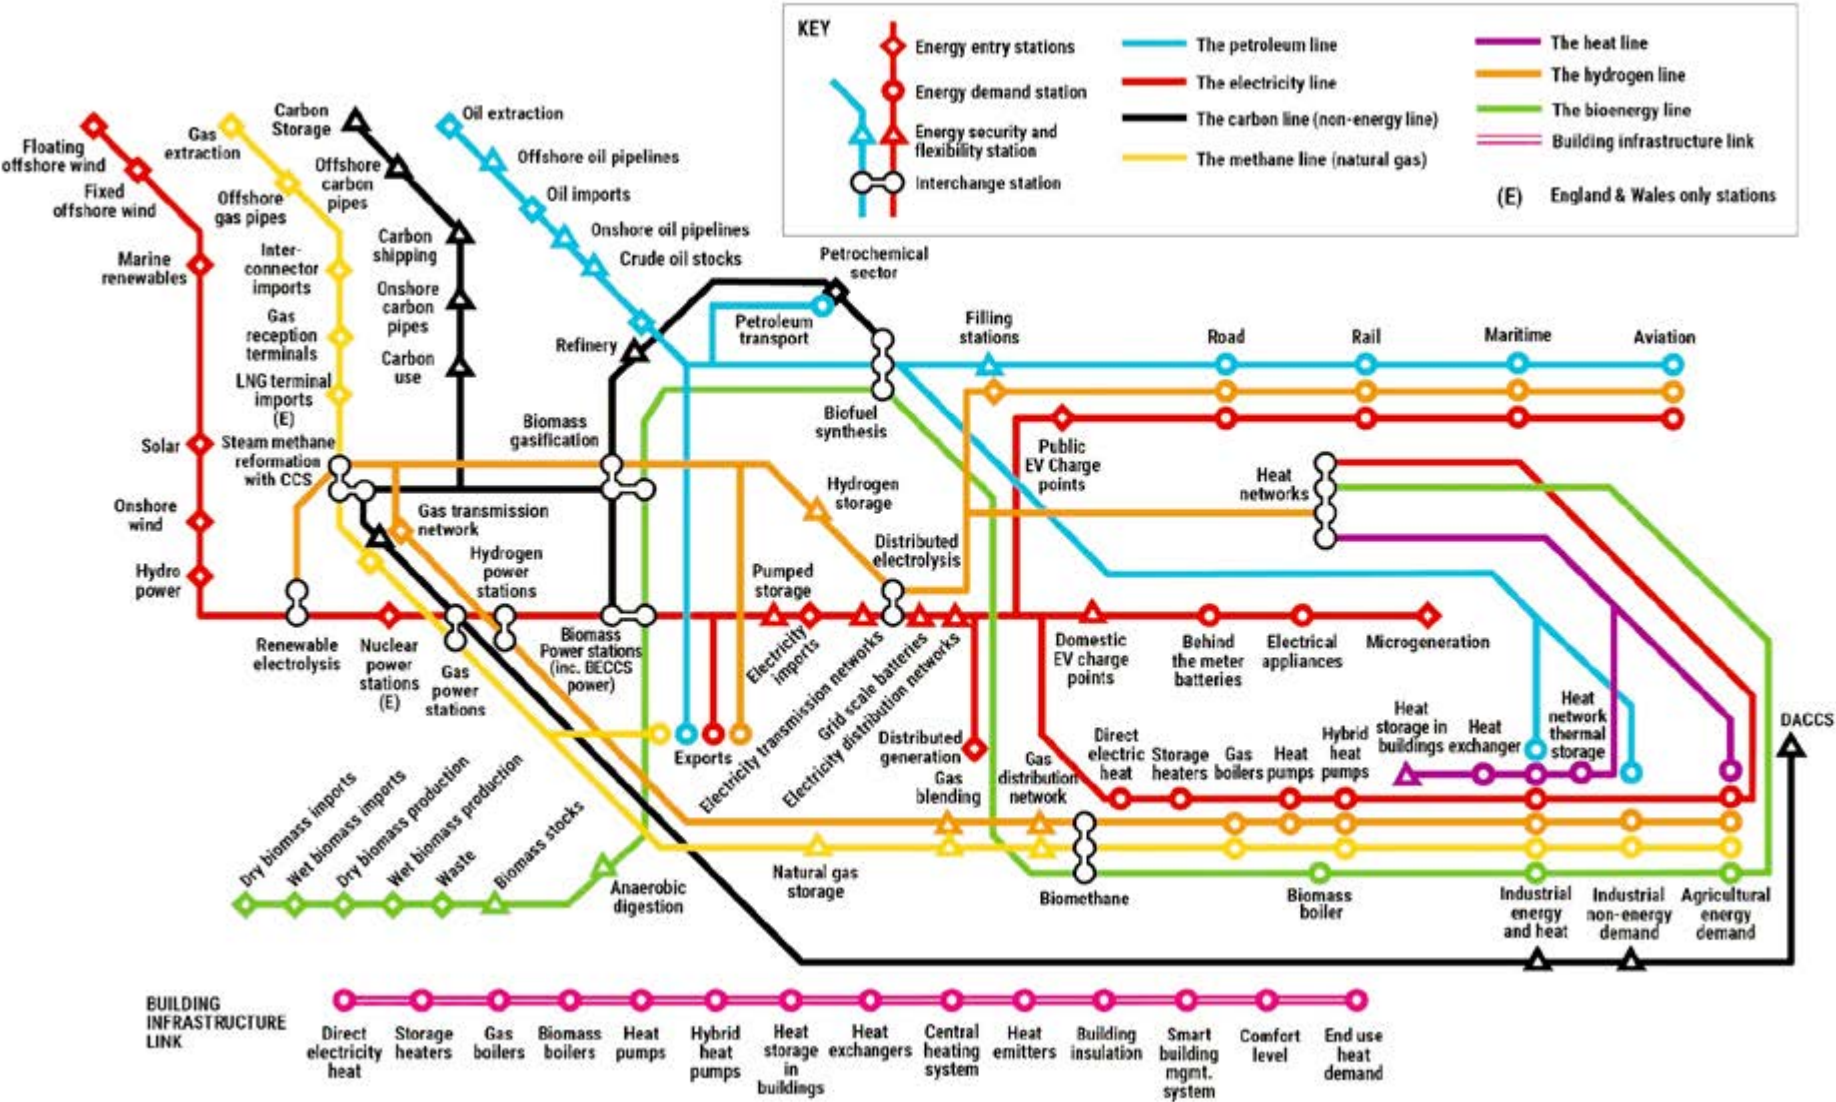 KEY
Energy entry stations
Energy demand station
Energy security and
flexibility station
Interchange station
The petroleum line
The electricity line
The carbon line (non-energy line)
The methane line (natural gas)
The heat line
The hydrogen line
The bioenergy line
Building infrastructure link
(E) England & Wales only stations
Floating
offshore wind
Fixed
offshore wind
Marine
renewables
Solar
Onshore
wind
Hydro
power
Gas
extraction
Offshore
gas pipes
Inter-
connector
imports
Gas
reception
terminals
LNG terminal
imports
(E)
Steam methane
reformation
with CCS
Carbon
Storage
Offshore
carbon
pipes
Carbon
shipping
Onshore
carbon
pipes
Carbon
use
Oil extraction
Offshore oil pipelines
Oil imports
Onshore oil pipelines
Crude oil stocks
Refinery
Petrochemical
sector
Petroleum
transport
Filling
stations
Road
Rail
Maritime
Aviation
Biomass
gasification
Biofuel
synthesis
Public
EV Charge
points
Heat
networks
Gas transmission
network
Hydrogen
power
stations
Hydrogen
storage
Distributed
electrolysis
Pumped
storage
Renewable
electrolysis
Nuclear
power
stations
(E)
Gas
power
stations
Biomass
Power stations
(inc. BECCS
power)
Electricity
imports
Electricity transmission networks
Grid scale batteries
Electricity distribution networks
Domestic
EV charge
points
Behind
the meter
batteries
Electrical
appliances
Microgeneration
Exports
Distributed
generation
Gas
blending
Gas
distribution
network
Direct
electric
heat
Storage
heaters
Gas
boilers
Heat
pumps
Hybrid
heat
pumps
Heat
storage in
buildings
Heat
exchanger
Heat
network
thermal
storage
DACCS
Dry biomass imports
Wet biomass imports
Dry biomass production
Wet biomass production
Waste
Biomass stocks
Anaerobic
digestion
Natural gas
storage
Biomethane
Biomass
boiler
Industrial
energy
and heat
Industrial
non-energy
demand
Agricultural
energy
demand
BUILDING
INFRASTRUCTURE
LINK
Direct
electricity
heat
Storage
heaters
Gas
boilers
Biomass
boilers
Heat
pumps
Hybrid
heat
pumps
Heat
storage
in
buildings
Heat
exchangers
Central
heating
system
Heat
emitters
Building
insulation
Smart
building
mgmt.
system
Comfort
level
End use
heat
demand